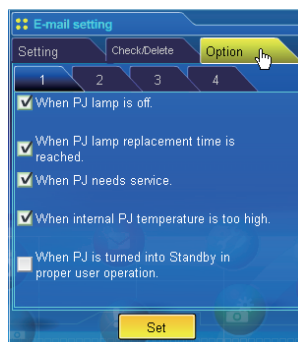 E-mail setting
Setting Check/Delete Option
1 2 3 4
When PJ lamp is off.
When PJ lamp replacement time is
reached.
When PJ needs service.
When internal PJ temperature is too high.
When PJ is turned into Standby in
proper user operation.
Set